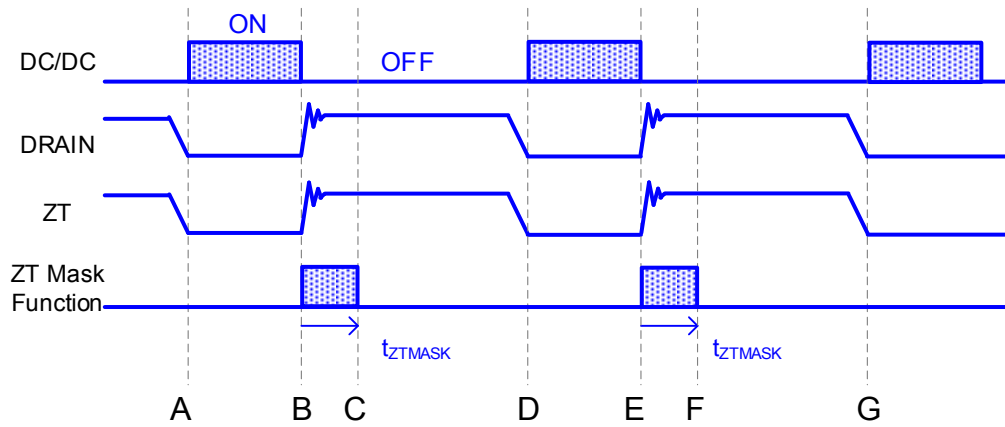 ON
DC/DC
OFF
DRAIN
ZT
ZT Mask
Function
tZTMASK
tZTMASK
A
B
C
D
E
F
G